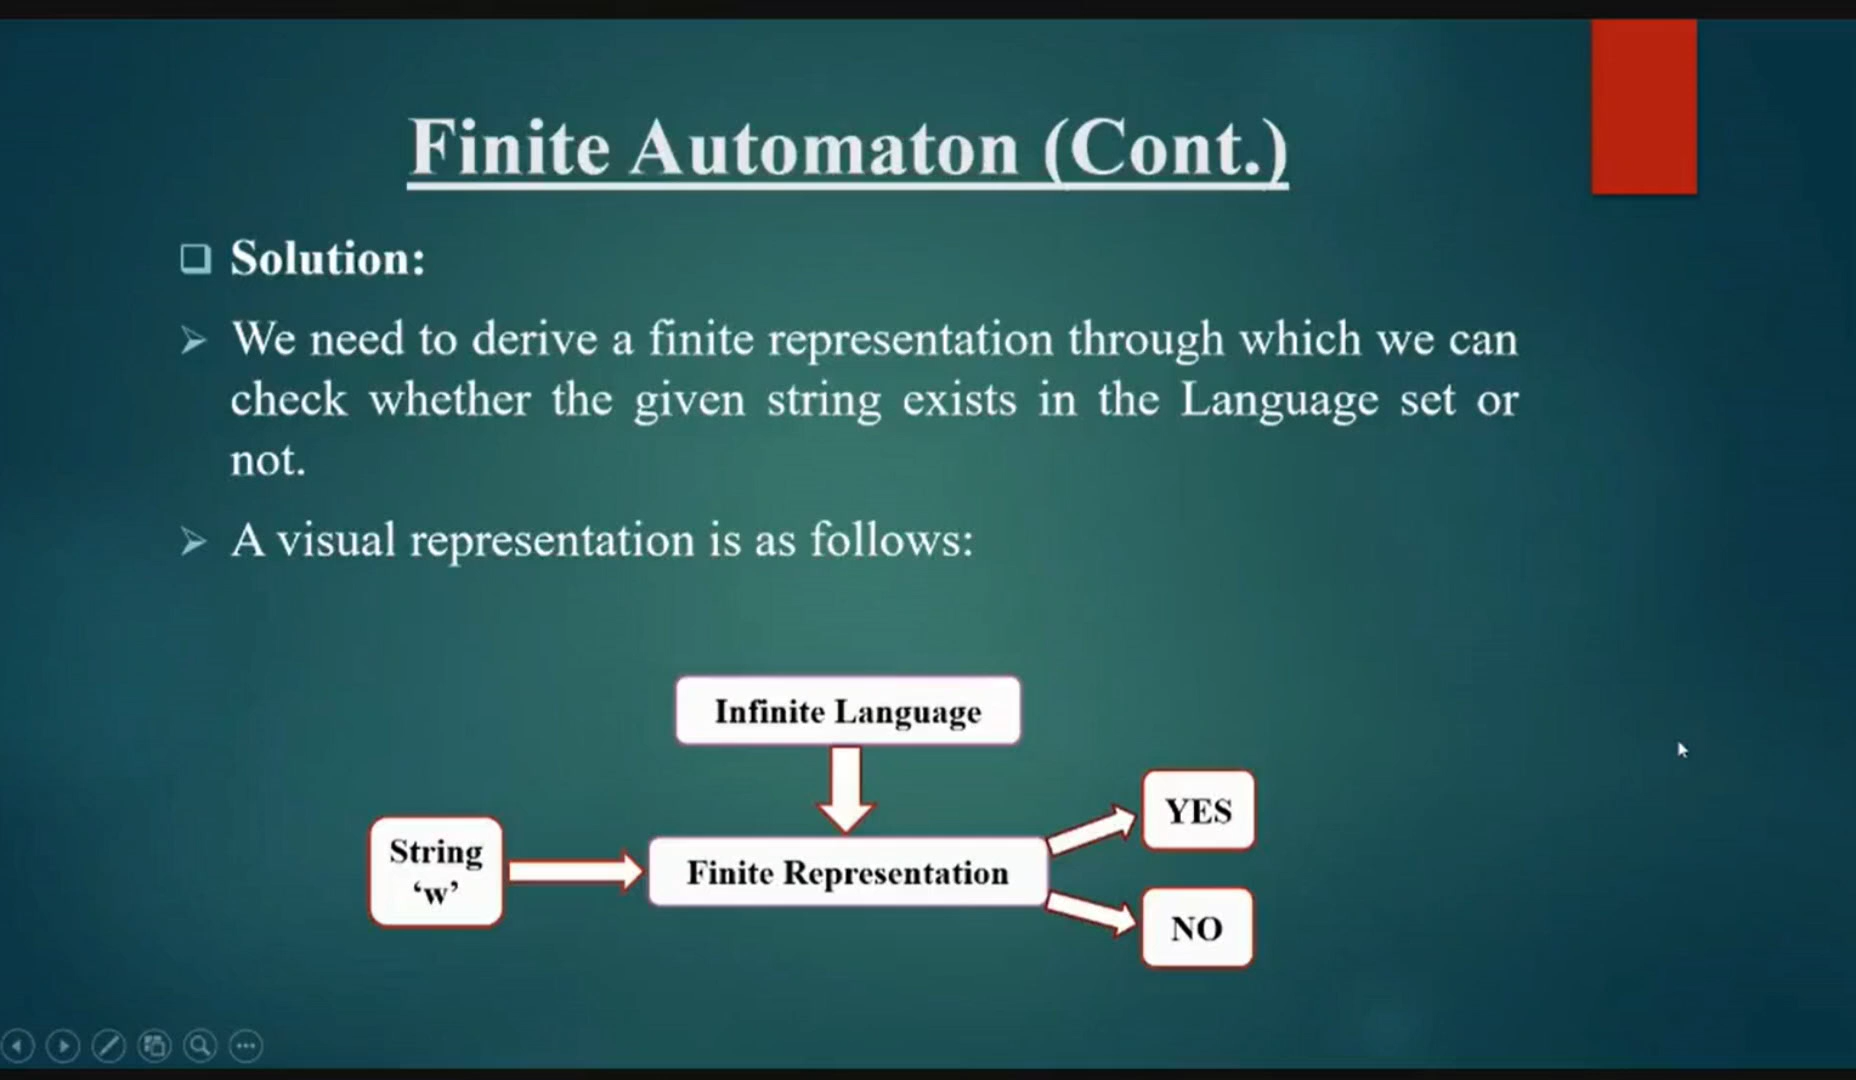 Finite Automaton (Cont.)
Solution:
We need to derive a finite representation through which we can
check whether the given string exists in the Language set or
not.
A visual representation is as follows:
Infinite Language
String
‘w’
Finite Representation
YES
NO